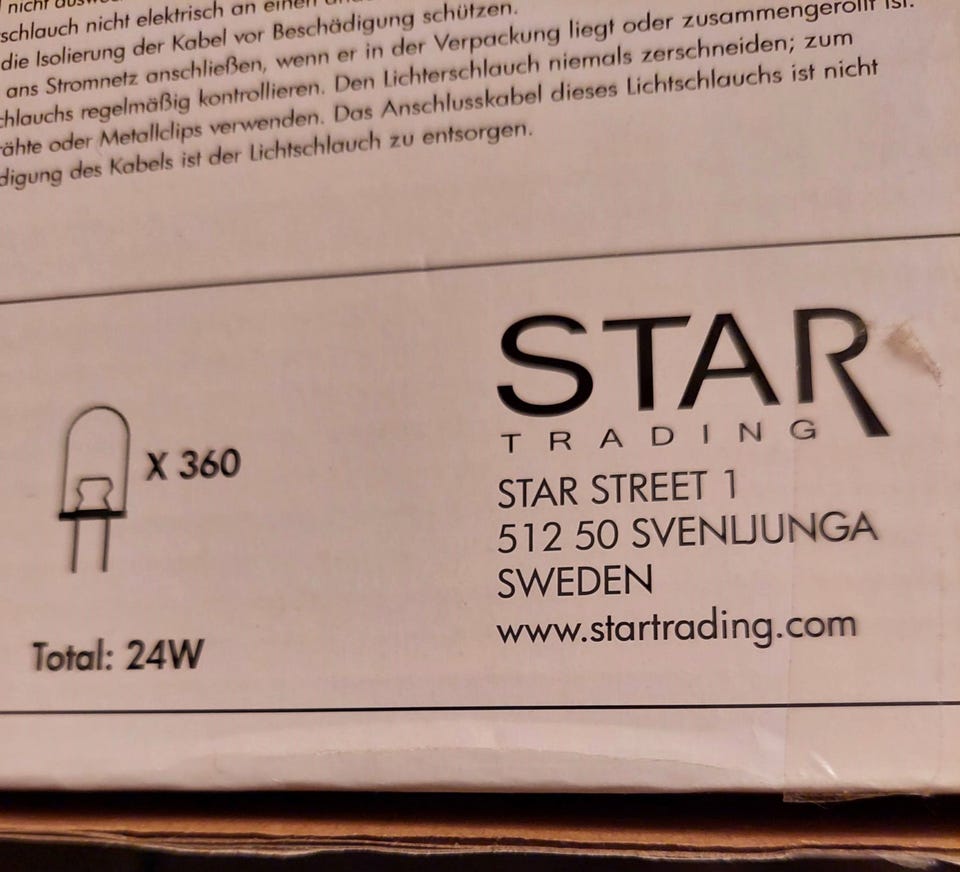 schlauch nicht elektrisch an einen
die Isolierung der Kabel vor Beschädigung schützen.
ans Stromnetz anschließen, wenn er in der Verpackung liegt oder zusammengerollt ist.
chlauchs regelmäßig kontrollieren. Den Lichterschlauch niemals zerschneiden; zum
ähte oder Metallclips verwenden. Das Anschlusskabel dieses Lichtschlauchs ist nicht
digung des Kabels ist der Lichtschlauch zu entsorgen.
STAR
TRADING
X 360
STAR STREET 1
512 50 SVENLJUNGA
SWEDEN
www.startrading.com
Total: 24W